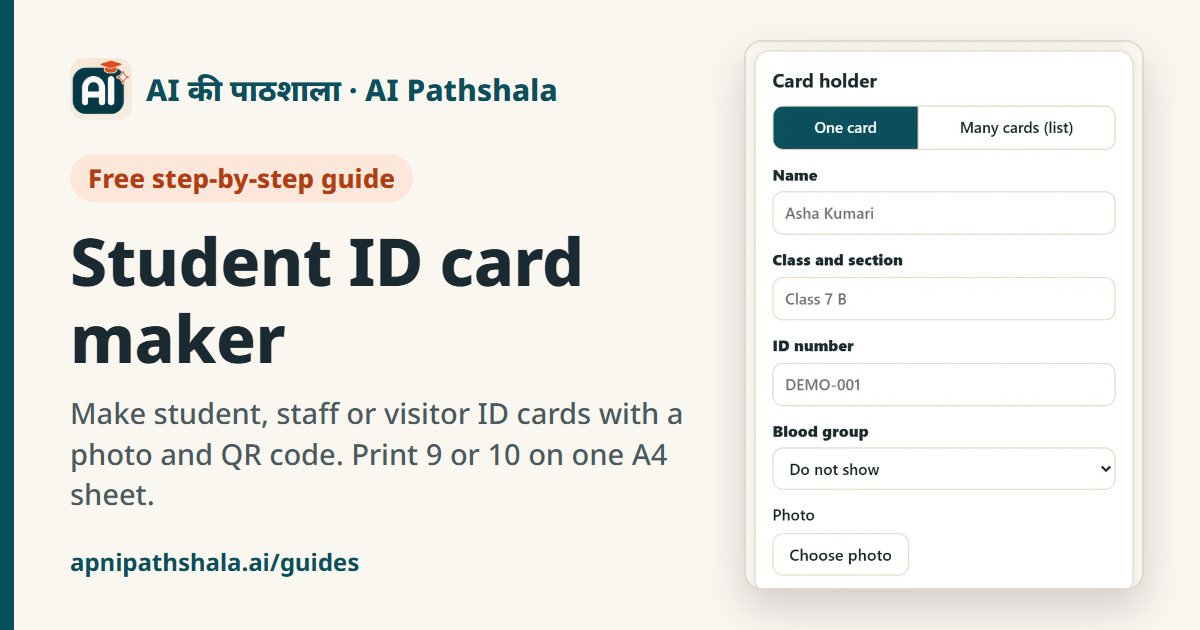 AI
AI की पाठशाला · AI Pathshala
Free step-by-step guide
Student ID card
maker
Make student, staff or visitor ID cards with a
photo and QR code. Print 9 or 10 on one A4
sheet.
apnipathshala.ai/guides
Card holder
One card
Many cards (list)
Name
Asha Kumari
Class and section
Class 7 B
ID number
DEMO-001
Blood group
Do not show
Photo
Choose photo